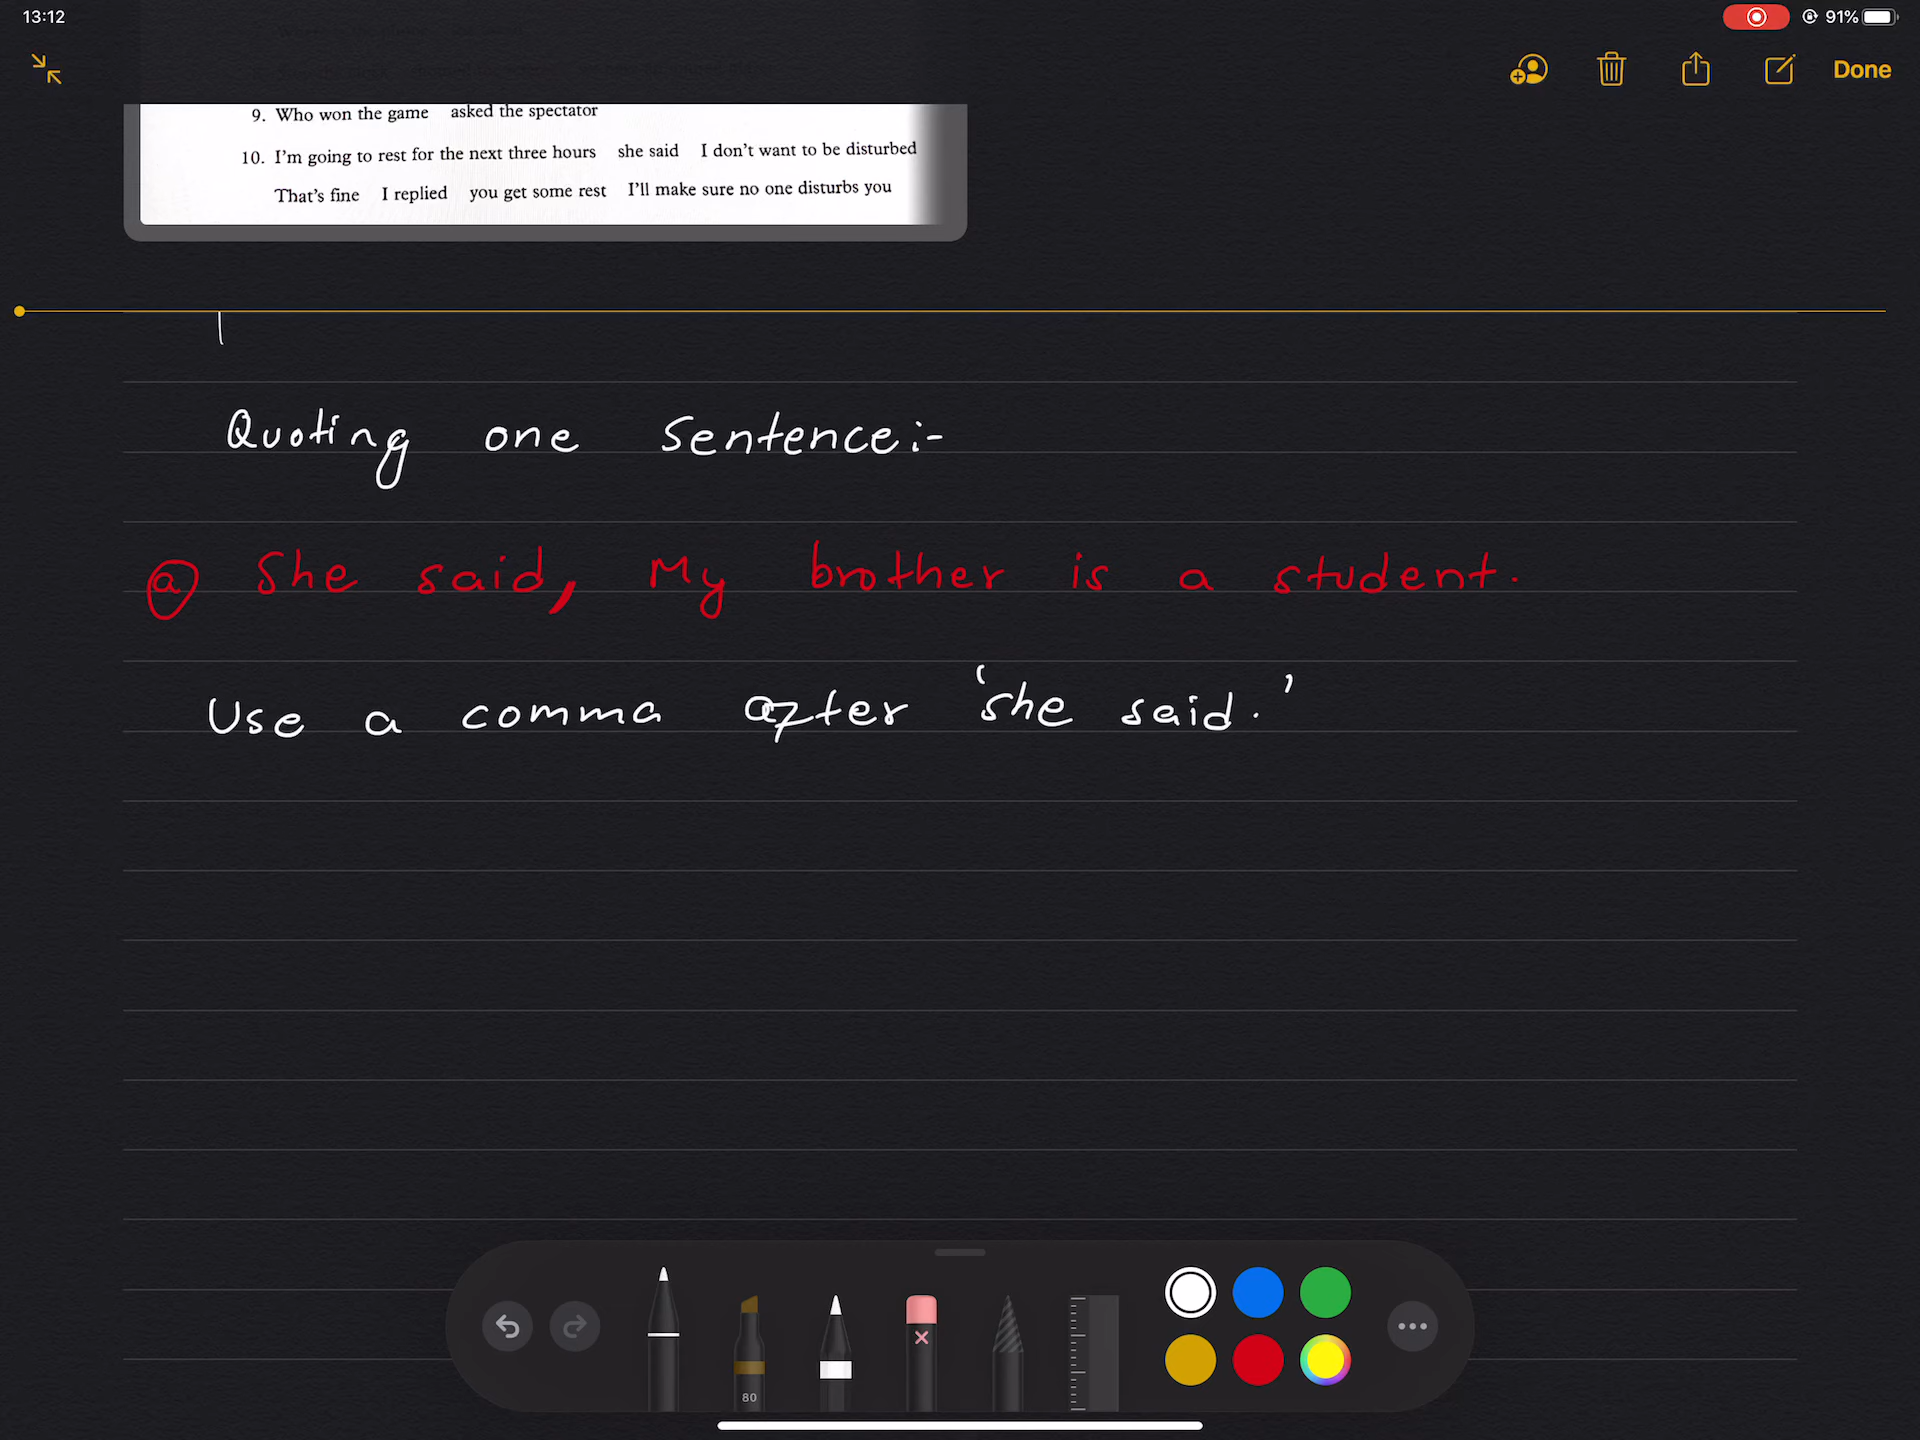 13:12
91%
Done
9. Who won the game asked the spectator
10. I'm going to rest for the next three hours she said I don't want to be disturbed
That's fine I replied you get some rest I'll make sure no one disturbs you
Quoting one sentence:-
a She said, My brother is a student.
Use a comma after 'she said.'
80